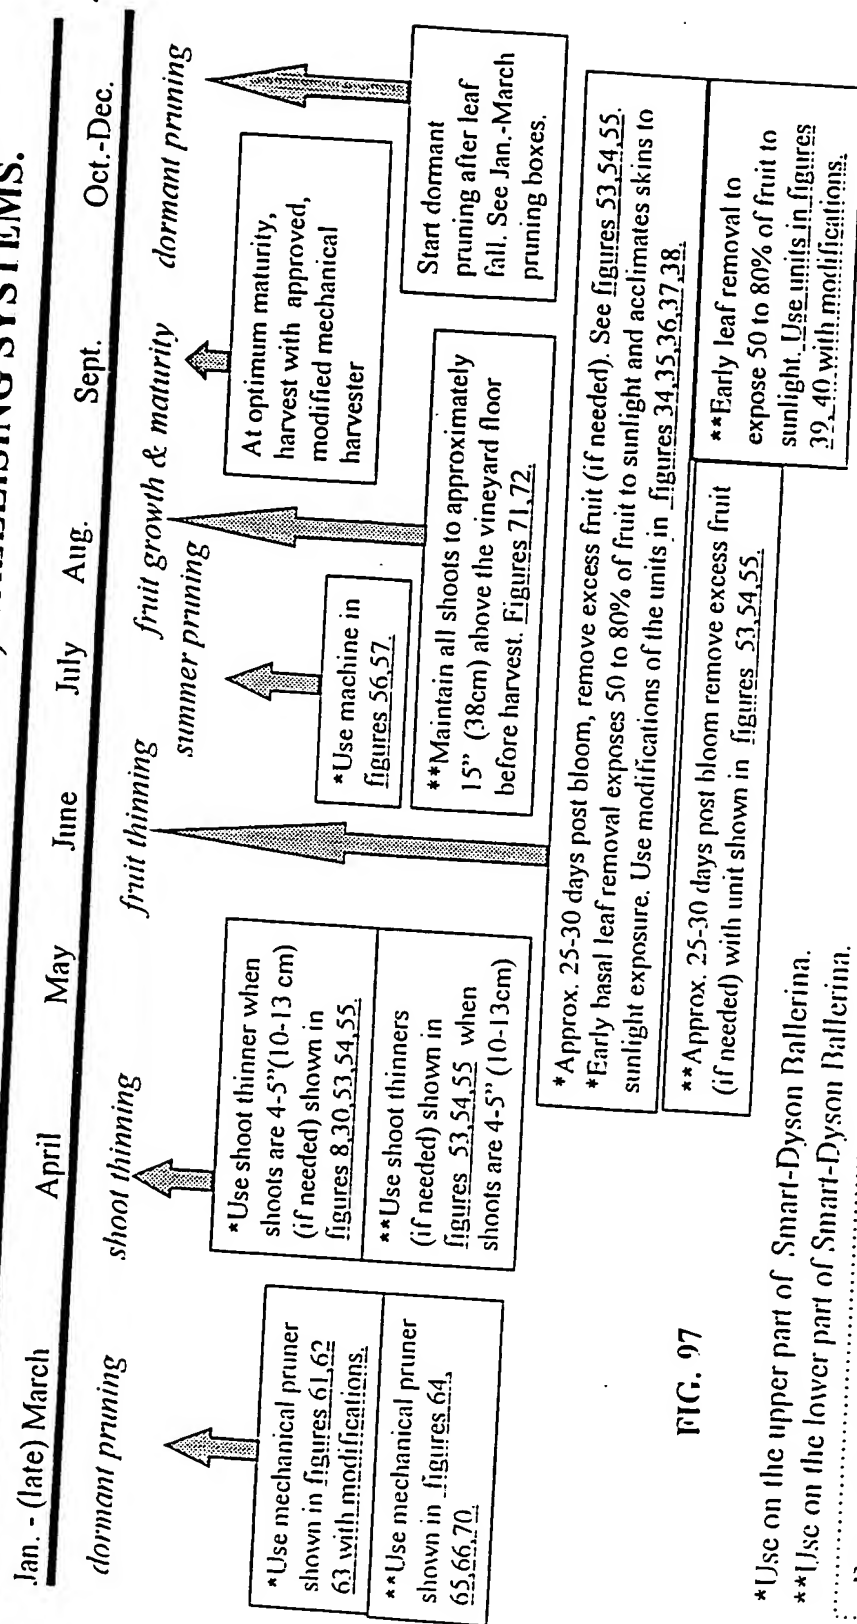 TRELLISING SYSTEMS.
Jan. - (late) March
April
May
June
July
Aug.
Sept.
Oct.-Dec.
dormant pruning
shoot thinning
fruit thinning
summer pruning
fruit growth & maturity
dormant pruning
*Use mechanical pruner
shown in figures 61,62
63 with modifications.
**Use mechanical pruner
shown in figures 64,
65,66,70.
*Use shoot thinner when
shoots are 4-5"(10-13 cm)
(if needed) shown in
figures 8,30,53,54,55.
**Use shoot thinners
(if needed) shown in
figures 53,54,55 when
shoots are 4-5" (10-13cm)
*Use machine in
figures 56,57.
**Maintain all shoots to approximately
15" (38cm) above the vineyard floor
before harvest. Figures 71,72.
At optimum maturity,
harvest with approved,
modified mechanical
harvester
Start dormant
pruning after leaf
fall. See Jan.-March
pruning boxes.
*Approx. 25-30 days post bloom, remove excess fruit (if needed). See figures 53,54,55.
*Early basal leaf removal exposes 50 to 80% of fruit to sunlight and acclimates skins to
sunlight exposure. Use modifications of the units in figures 34,35,36,37,38.
**Approx. 25-30 days post bloom remove excess fruit
(if needed) with unit shown in figures 53,54,55.
**Early leaf removal to
expose 50 to 80% of fruit to
sunlight. Use units in figures
39, 40 with modifications.
FIG. 97
*Use on the upper part of Smart-Dyson Ballerina.
**Use on the lower part of Smart-Dyson Ballerina.